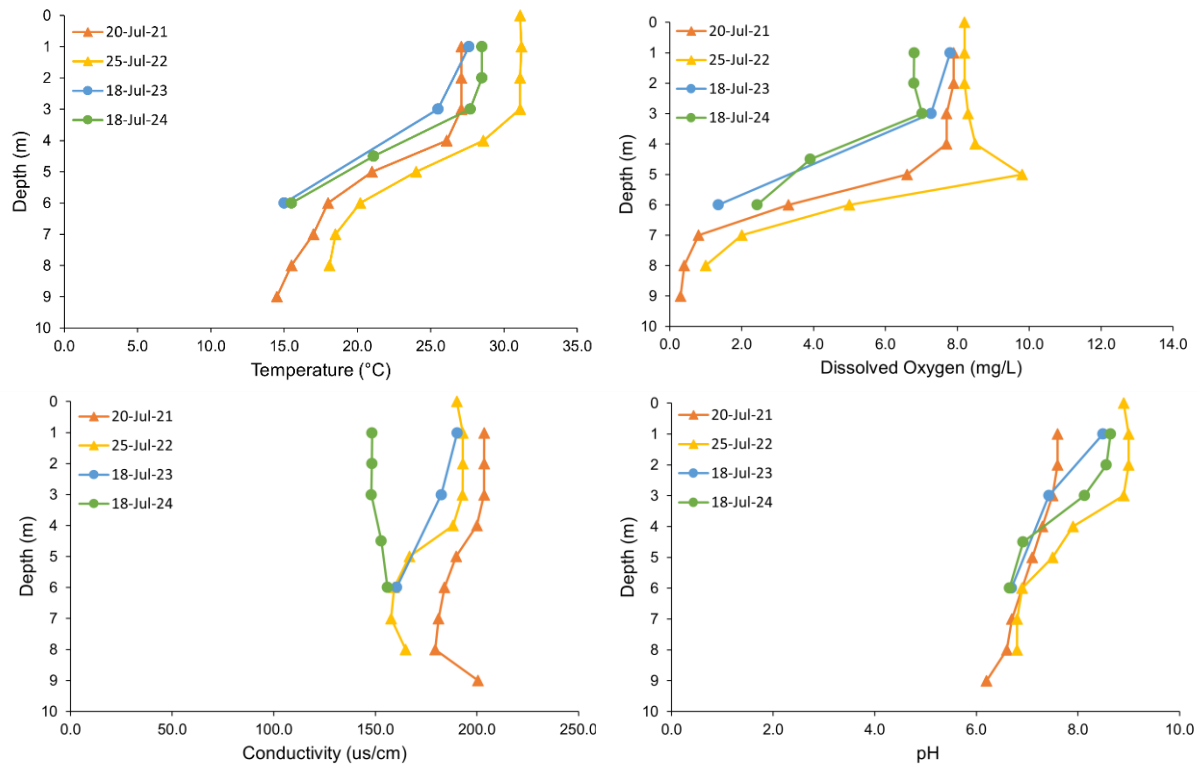 0
1
2
3
4
5
6
7
8
9
10
Depth (m)
20-Jul-21
25-Jul-22
18-Jul-23
18-Jul-24
0.0 5.0 10.0 15.0 20.0 25.0 30.0 35.0
Temperature (°C)
0
1
2
3
4
5
6
7
8
9
10
Depth (m)
20-Jul-21
25-Jul-22
18-Jul-23
18-Jul-24
0.0 2.0 4.0 6.0 8.0 10.0 12.0 14.0
Dissolved Oxygen (mg/L)
0
1
2
3
4
5
6
7
8
9
10
Depth (m)
20-Jul-21
25-Jul-22
18-Jul-23
18-Jul-24
0.0 50.0 100.0 150.0 200.0 250.0
Conductivity (us/cm)
0
1
2
3
4
5
6
7
8
9
10
Depth (m)
20-Jul-21
25-Jul-22
18-Jul-23
18-Jul-24
0.0 2.0 4.0 6.0 8.0 10.0
pH